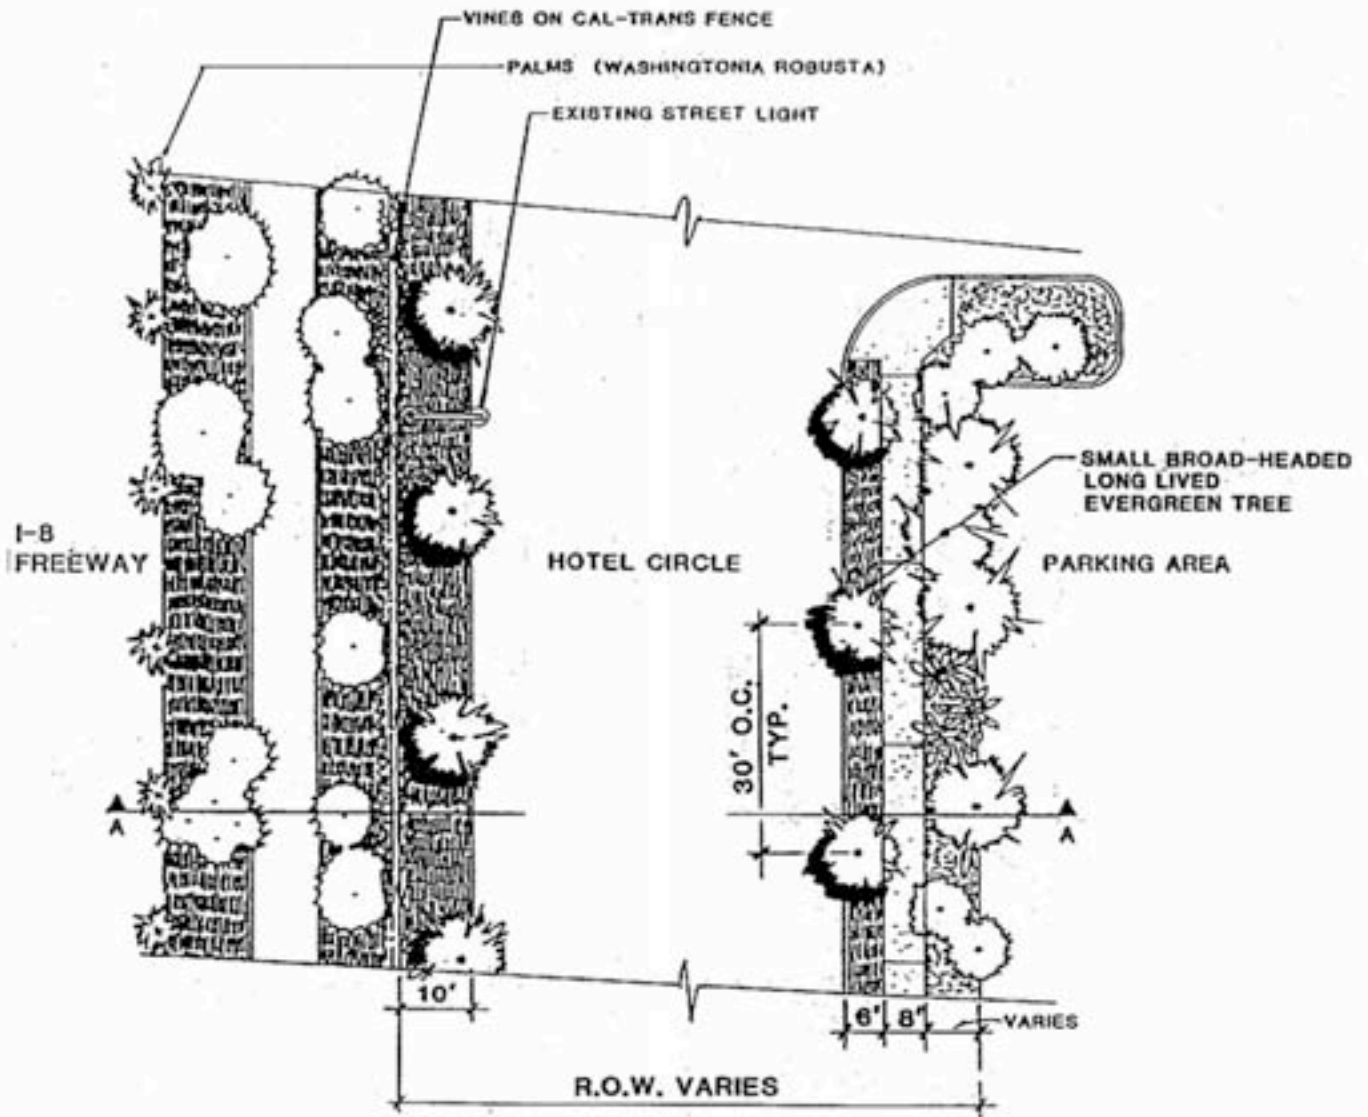 VINES ON CAL-TRANS FENCE
PALMS (WASHINGTONIA ROBUSTA)
EXISTING STREET LIGHT
SMALL BROAD-HEADED
LONG LIVED
EVERGREEN TREE
I-8
FREEWAY
HOTEL CIRCLE
PARKING AREA
30' O.C.
TYP.
A
A
10'
6'
8'
VARIES
R.O.W. VARIES